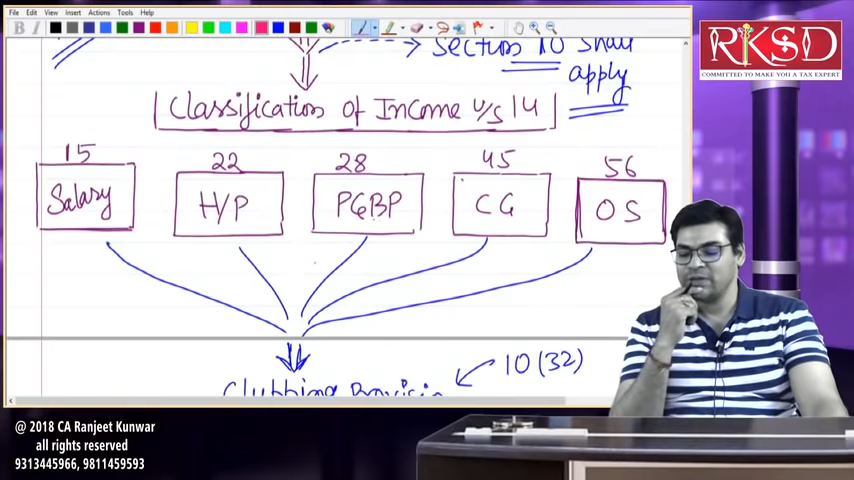 File Edit Insert Actions Tools Help
B I
Section 10 shall
apply
Classification of Income u/s 14
15 22 28 45 56
Salary H/P PGBP CG OS
10 (32)
Clubbing Provision
RKSD
COMMITTED TO MAKE YOU A TAX EXPERT
@ 2018 CA Ranjeet Kunwar
all rights reserved
9313445966, 9811459593